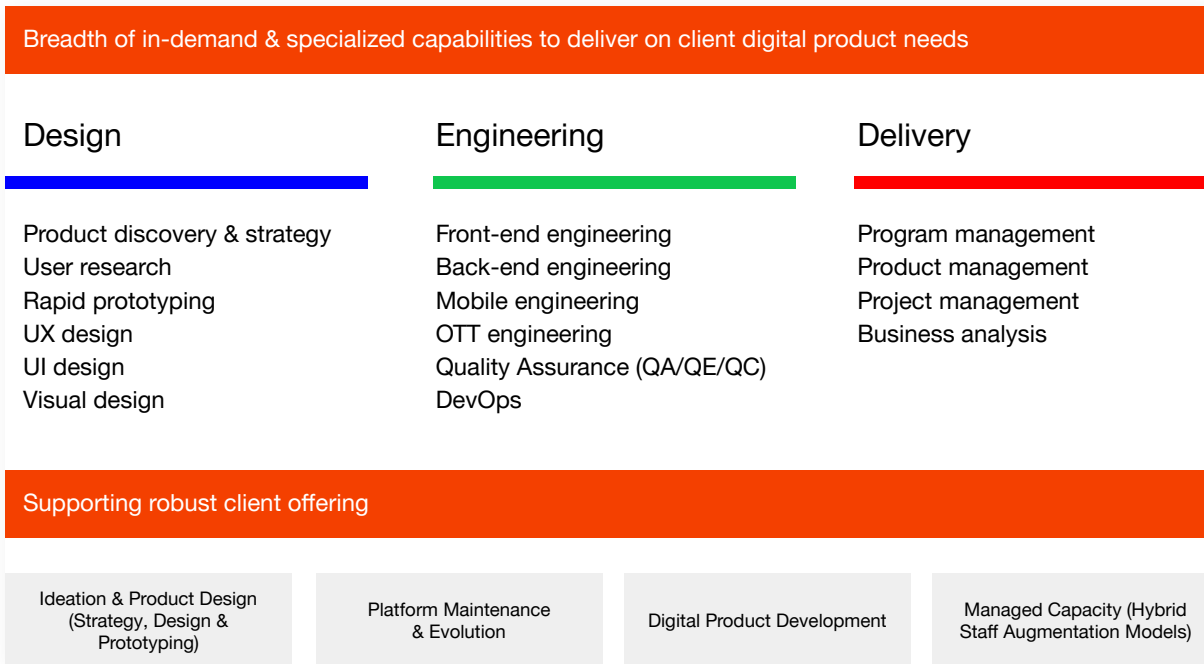 Breadth of in-demand & specialized capabilities to deliver on client digital product needs
Design
Product discovery & strategy
User research
Rapid prototyping
UX design
UI design
Visual design
Engineering
Front-end engineering
Back-end engineering
Mobile engineering
OTT engineering
Quality Assurance (QA/QE/QC)
DevOps
Delivery
Program management
Product management
Project management
Business analysis
Supporting robust client offering
Ideation & Product Design
(Strategy, Design &
Prototyping)
Platform Maintenance
& Evolution
Digital Product Development
Managed Capacity (Hybrid
Staff Augmentation Models)